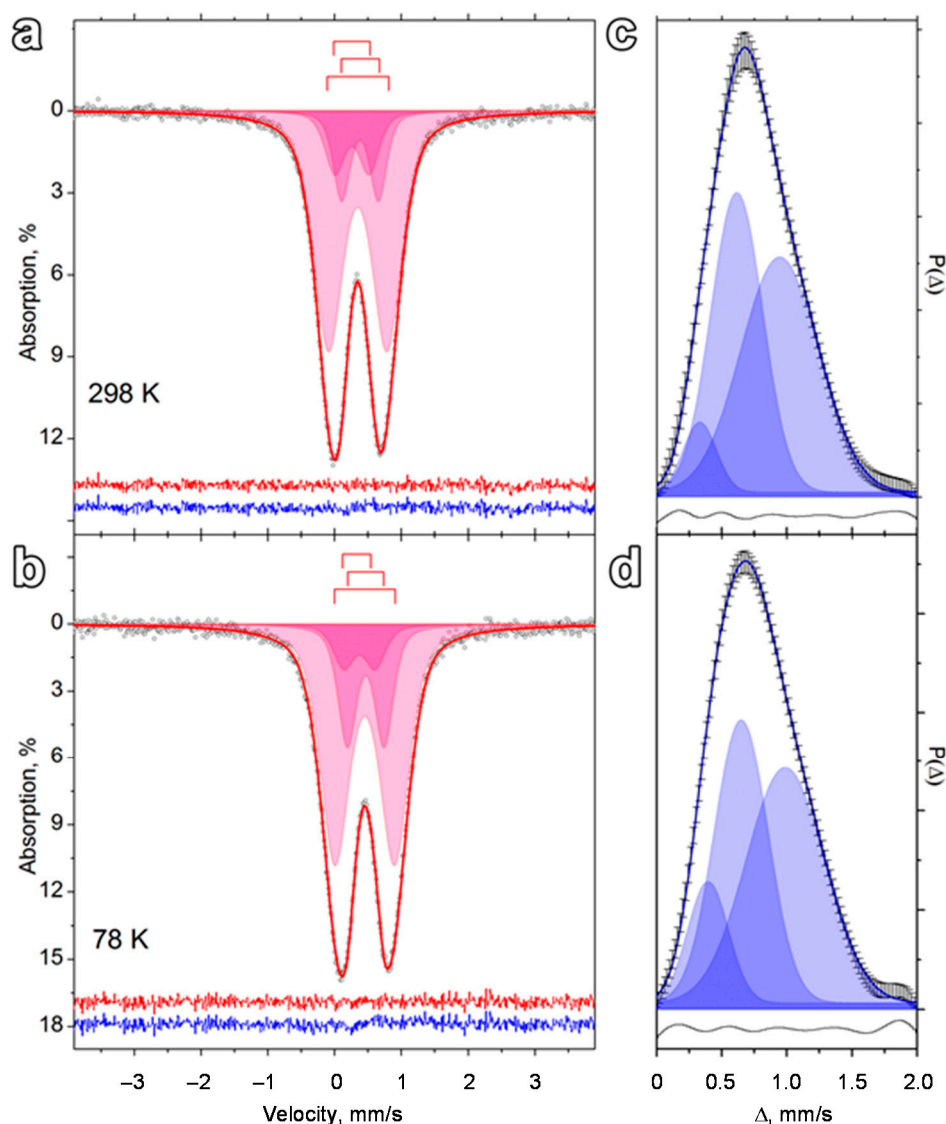 a
0
3
6
9
12
Absorption, %
298 K
b
0
3
6
9
12
15
18
Absorption, %
78 K
–3 –2 –1 0 1 2 3
Velocity, mm/s
c
P(Δ)
d
P(Δ)
0 0.5 1.0 1.5 2.0
Δ, mm/s